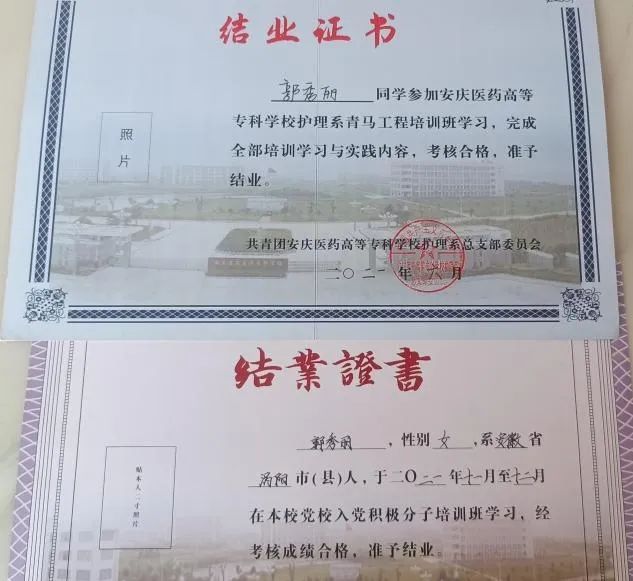 结业证书
郭秀丽 同学参加安庆医药高等
专科学校护理系青马工程培训班学习，完成
全部培训学习与实践内容，考核合格，准予
结业。
照
片
共青团安庆医药高等专科学校护理系总支部委员会
二〇二一年六月
结業證書
郭秀丽，性别 女，系安徽省
涡阳市(县)人，于二〇二一年十一月至十二月
在本校党校入党积极分子培训班学习，经
考核成绩合格，准予结业。
贴本人二寸照片